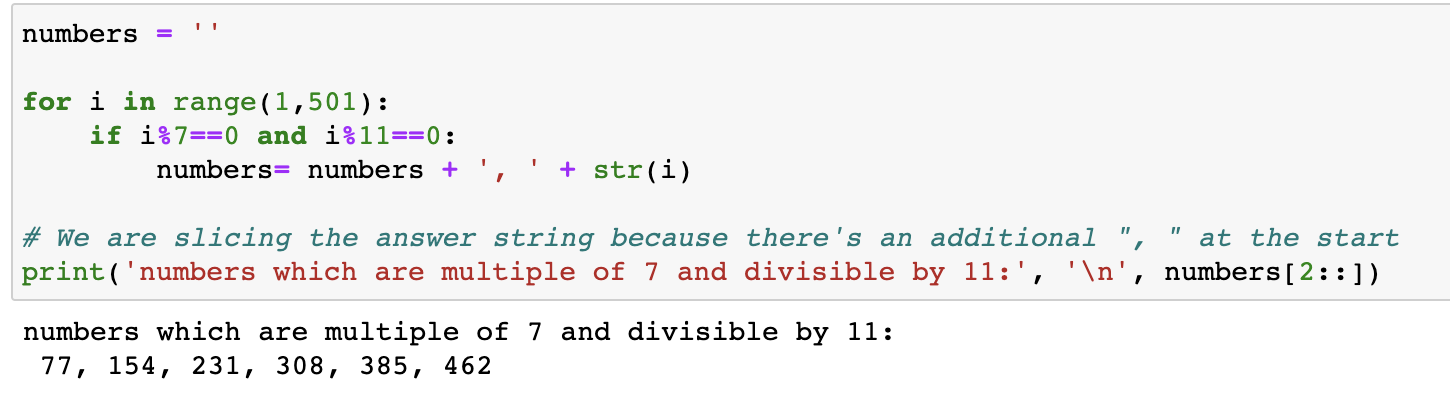 numbers = ''
for i in range(1,501):
    if i%7==0 and i%11==0:
        numbers= numbers + ', ' + str(i)
# We are slicing the answer string because there's an additional ", " at the start
print('numbers which are multiple of 7 and divisible by 11:', '\n', numbers[2::])
numbers which are multiple of 7 and divisible by 11:
 77, 154, 231, 308, 385, 462